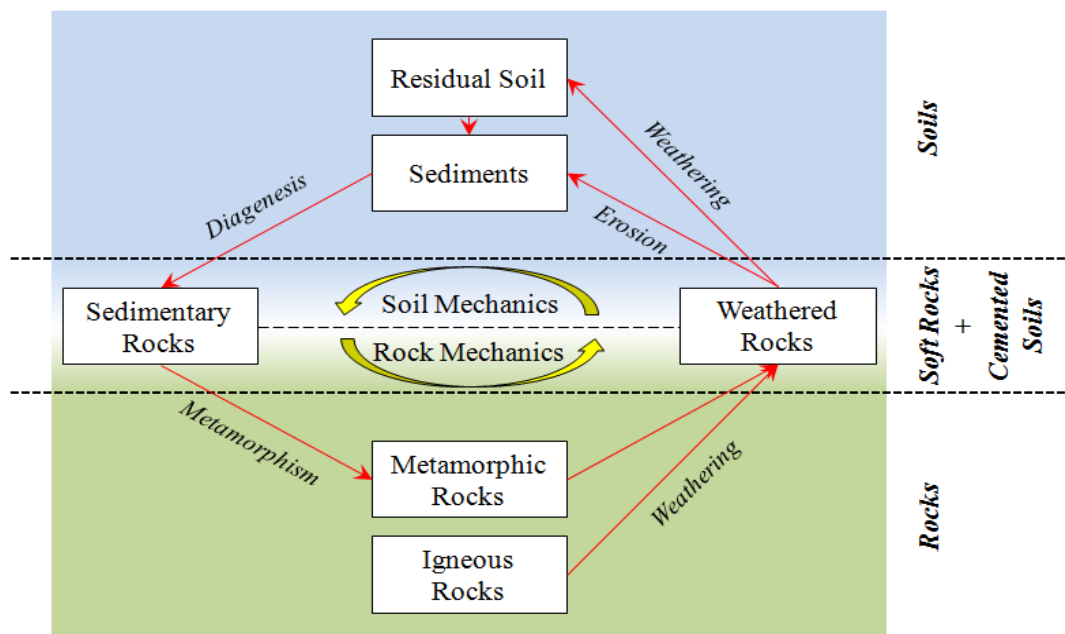 Residual Soil
Weathering
Soils
Sediments
Diagenesis
Erosion
Sedimentary
Rocks
Soil Mechanics
Rock Mechanics
Weathered
Rocks
Soft Rocks
+
Cemented
Soils
Metamorphism
Metamorphic
Rocks
Weathering
Igneous
Rocks
Rocks